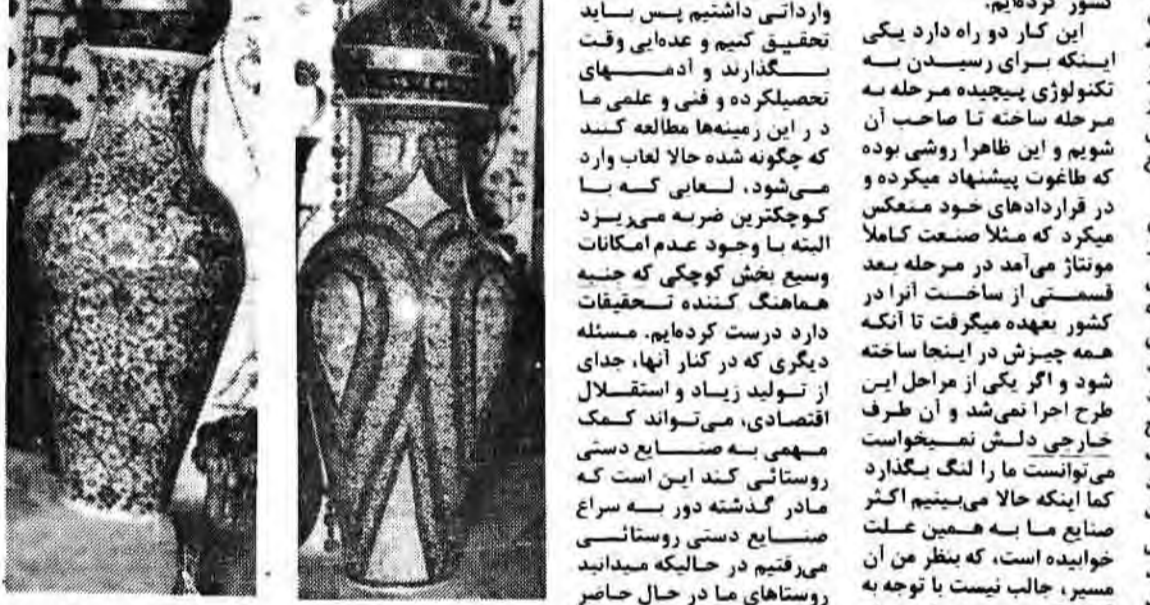 کشور کرده‌ایم.
این کار دو راه دارد یکی
اینکه برای رسیدن به
تکنولوژی پیچیده مرحله به
مرحله ساخته تا صاحب آن
شویم و این ظاهراً روشی بوده
که طاغوت پیشنهاد میکرده و
در قراردادهای خود منعکس
میکرد که مثلاً صنعت کاملاً
مونتاژ می‌آمد در مرحله بعد
قسمتی از ساخت آنرا در
کشور بعهده میگرفت تا آنکه
همه چیزش در اینجا ساخته
شود و اگر یکی از مراحل این
طرح اجرا نمی‌شد و آن طرف
خارجی دلش نمیخواست
می‌توانست ما را لنگ بگذارد
کما اینکه حالا می‌بینیم اکثر
صنایع ما به همین علت
خوابیده است، که بنظر من آن
مسیر، جالب نیست با توجه به
وارداتی داشتیم پس باید
تحقیق کنیم و عده‌ایی وقت
بگذارند و آدمهای
تحصیلکرده و فنی و علمی ما
در این زمینه‌ها مطالعه کنند
که چگونه شده حالا لعاب وارد
می‌شود، لعابی که با
کوچکترین ضربه می‌ریزد
البته با وجود عدم امکانات
وسیع بخش کوچکی که جنبه
هماهنگ کننده تحقیقات
دارد درست کرده‌ایم. مسئله
دیگری که در کنار آنها، جدای
از تولید زیاد و استقلال
اقتصادی، می‌تواند کمک
مهمی به صنایع دستی
روستائی کند این است که
مادر گذشته دور به سراغ
صنایع دستی روستائی
می‌رفتیم در حالیکه میدانید
روستاهای ما در حال حاضر